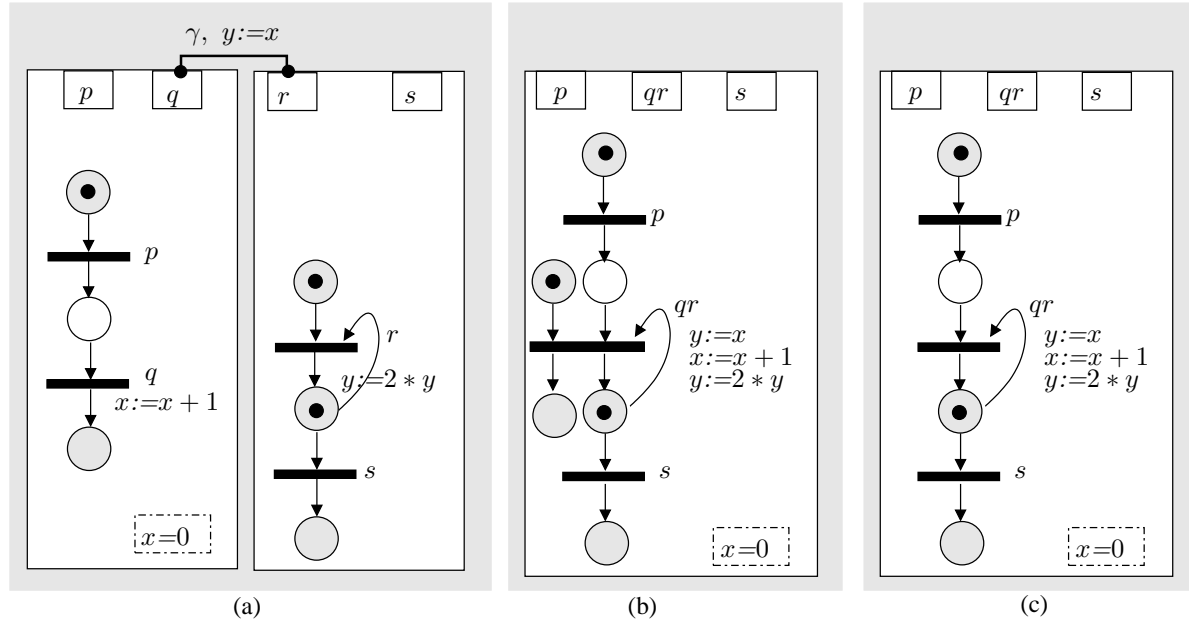 γ, y:=x
p
q
r
s
p
q
x:=x + 1
r
y:=2 * y
s
x=0
(a)
p
qr
s
p
qr
y:=x
x:=x + 1
y:=2 * y
s
x=0
(b)
p
qr
s
p
qr
y:=x
x:=x + 1
y:=2 * y
s
x=0
(c)